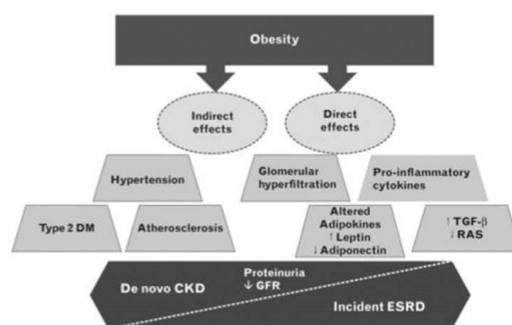 Obesity
Indirect
effects
Direct
effects
Hypertension
Glomerular
hyperfiltration
Pro-inflammatory
cytokines
Type 2 DM
Atherosclerosis
Altered
Adipokines
↑ Leptin
↓ Adiponectin
↑ TGF-β
↓ RAS
De novo CKD
Proteinuria
↓ GFR
Incident ESRD